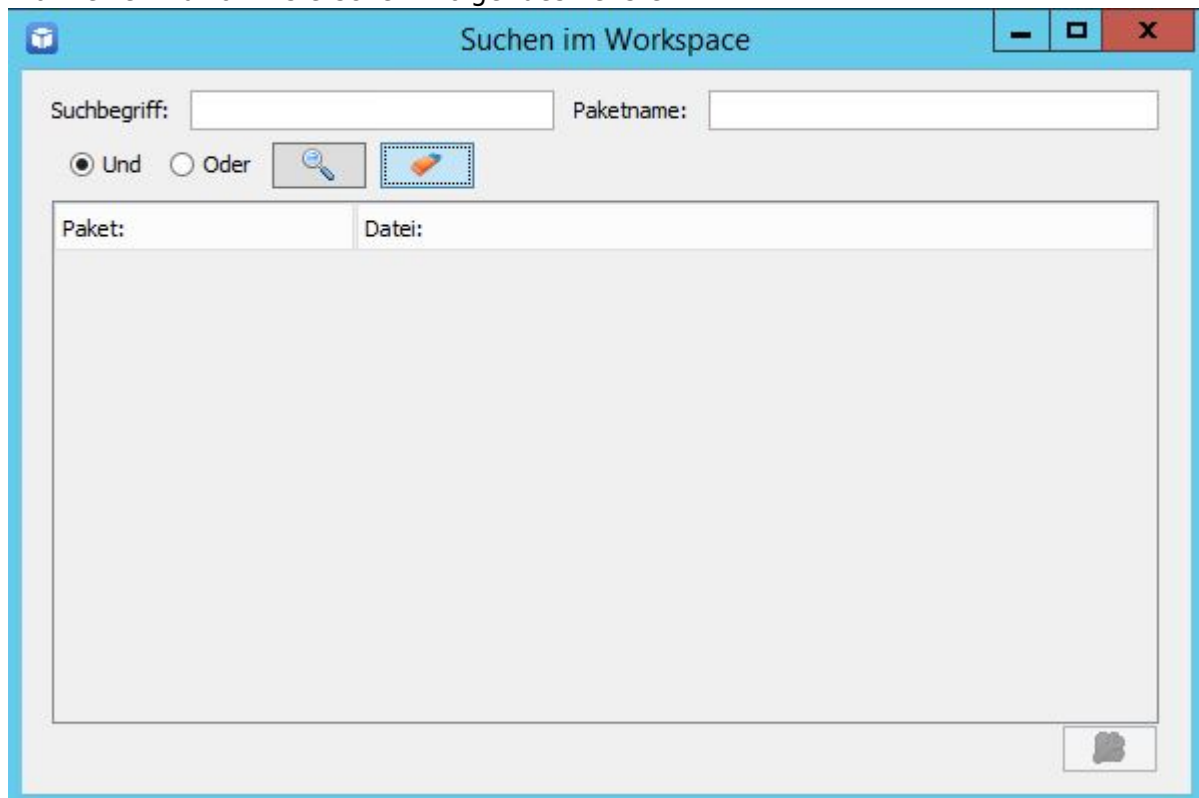 Suchen im Workspace
Suchbegriff: Paketname:
Und Oder
Paket: Datei: